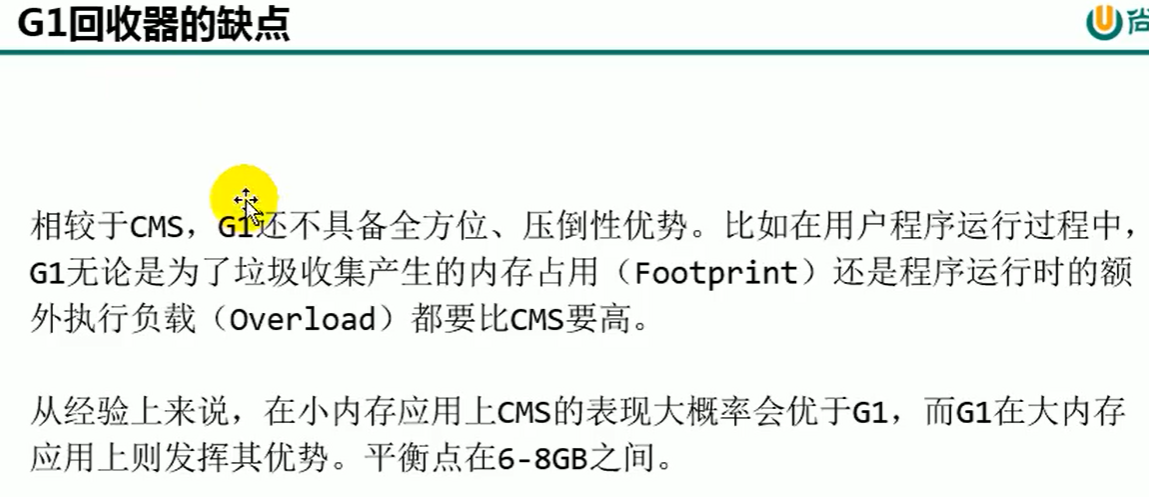 G1回收器的缺点
尚
相较于CMS，G1还不具备全方位、压倒性优势。比如在用户程序运行过程中，
G1无论是为了垃圾收集产生的内存占用（Footprint）还是程序运行时的额
外执行负载（Overload）都要比CMS要高。
从经验上来说，在小内存应用上CMS的表现大概率会优于G1，而G1在大内存
应用上则发挥其优势。平衡点在6-8GB之间。